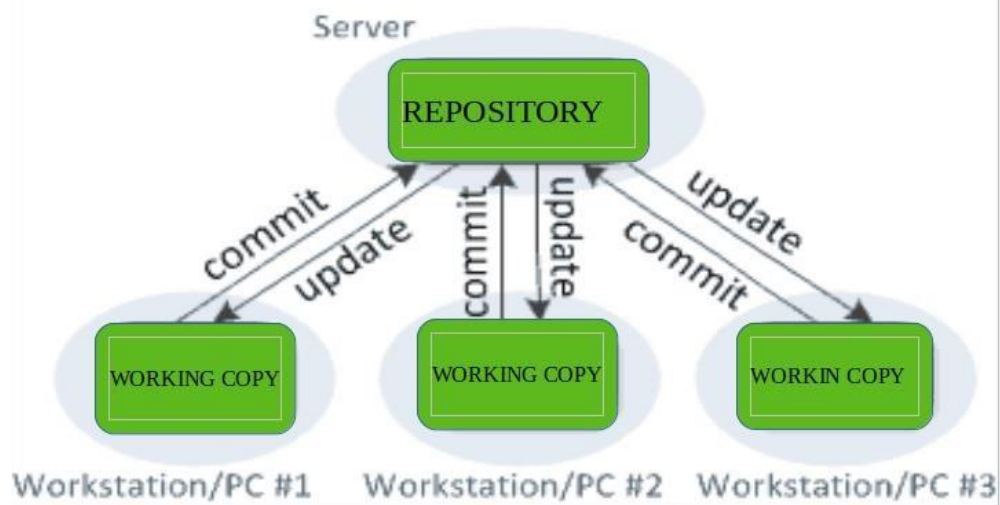 Server
REPOSITORY
commit
update
commit
update
commit
update
WORKING COPY
WORKING COPY
WORKIN COPY
Workstation/PC #1
Workstation/PC #2
Workstation/PC #3